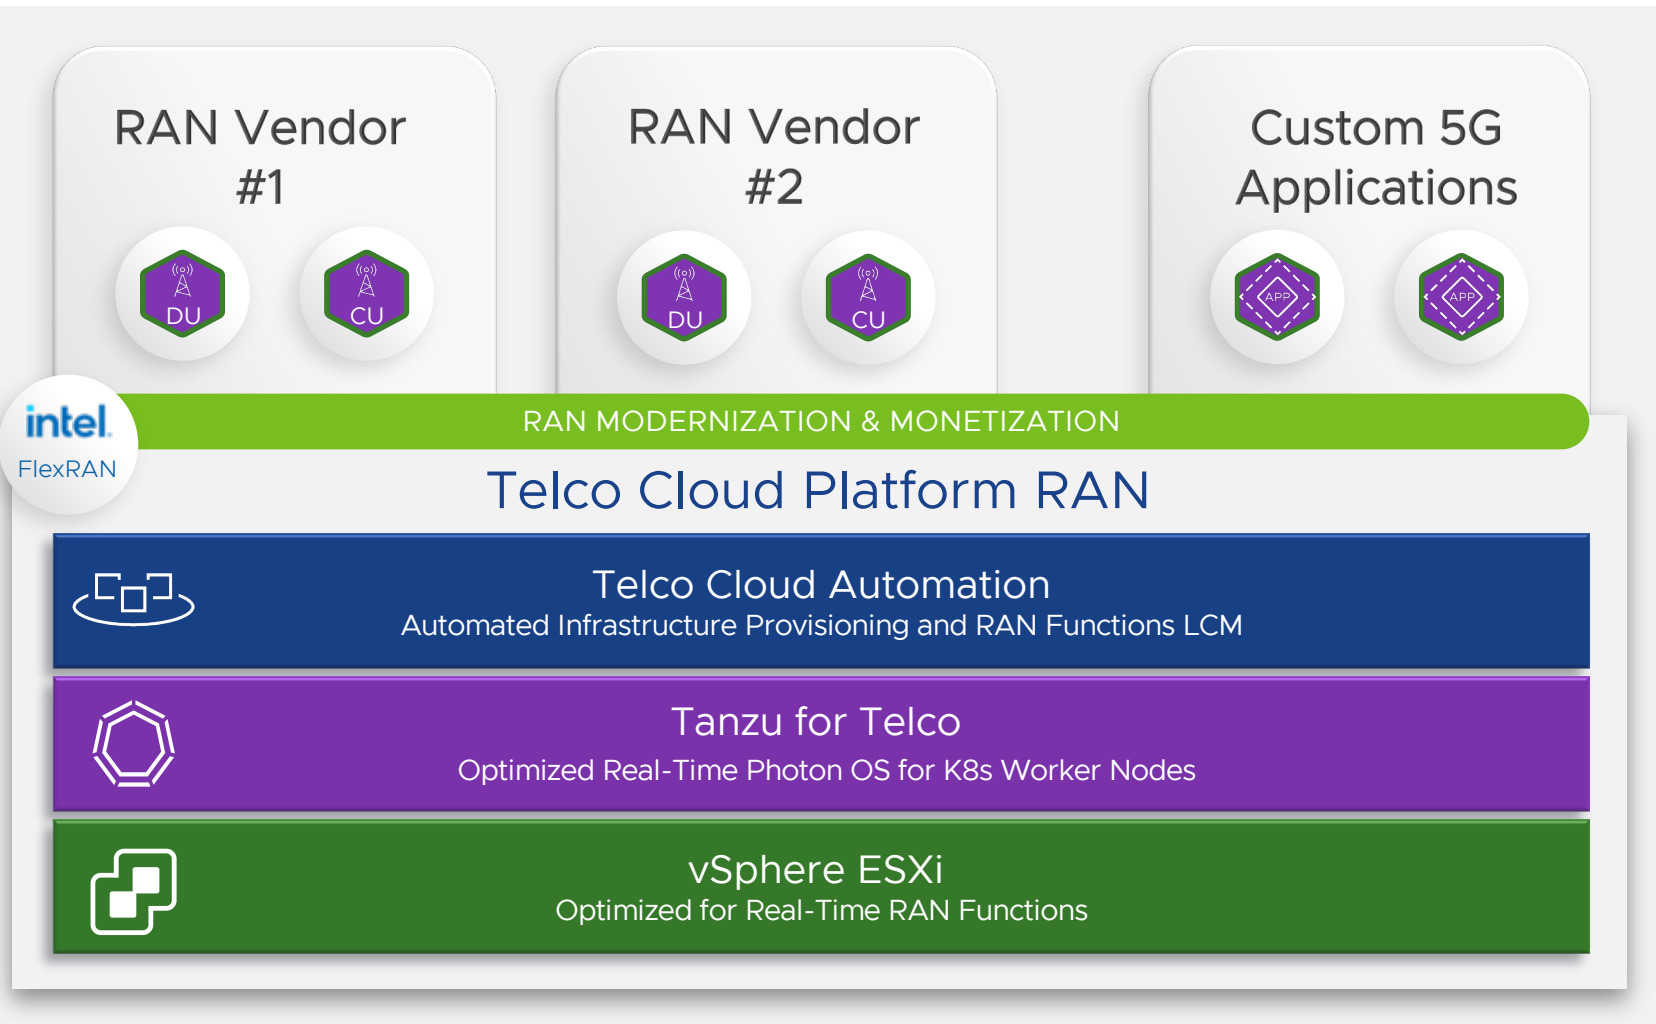 RAN Vendor
#1
DU
CU
RAN Vendor
#2
DU
CU
Custom 5G
Applications
APP
APP
intel.
FlexRAN
RAN MODERNIZATION & MONETIZATION
Telco Cloud Platform RAN
Telco Cloud Automation
Automated Infrastructure Provisioning and RAN Functions LCM
Tanzu for Telco
Optimized Real-Time Photon OS for K8s Worker Nodes
vSphere ESXi
Optimized for Real-Time RAN Functions